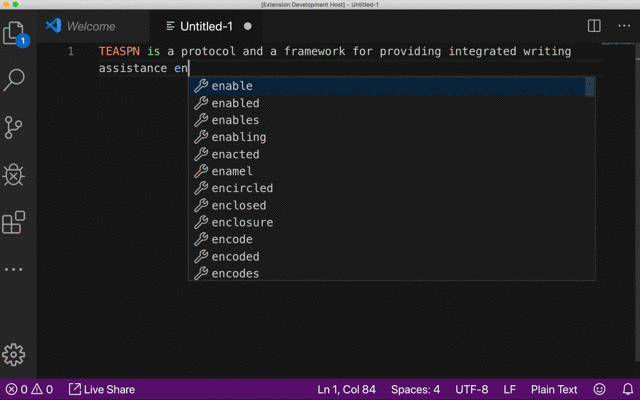 [Extension Development Host] - Untitled-1
Welcome
Untitled-1
1
1 TEASPN is a protocol and a framework for providing integrated writing
assistance en
enable
enabled
enables
enabling
enacted
enamel
encircled
enclosed
enclosure
encode
encoded
encodes
0 0 Live Share Ln 1, Col 84 Spaces: 4 UTF-8 LF Plain Text